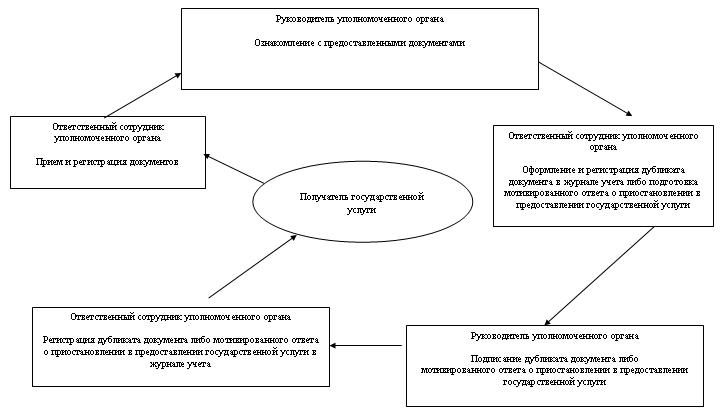 Руководитель уполномоченного органа
Ознакомление с предоставленными документами
Ответственный сотрудник
уполномоченного органа
Прием и регистрация документов
Ответственный сотрудник уполномоченного
органа
Оформление и регистрация дубликата
документа в журнале учета либо подготовка
мотивированного ответа о приостановлении в
предоставлении государственной услуги
Получатель государственной
услуги
Ответственный сотрудник уполномоченного органа
Регистрация дубликата документа либо мотивированного ответа
о приостановлении в предоставлении государственной услуги в
журнале учета
Руководитель уполномоченного органа
Подписание дубликата документа либо
мотивированного ответа о приостановлении в предоставлении
государственной услуги